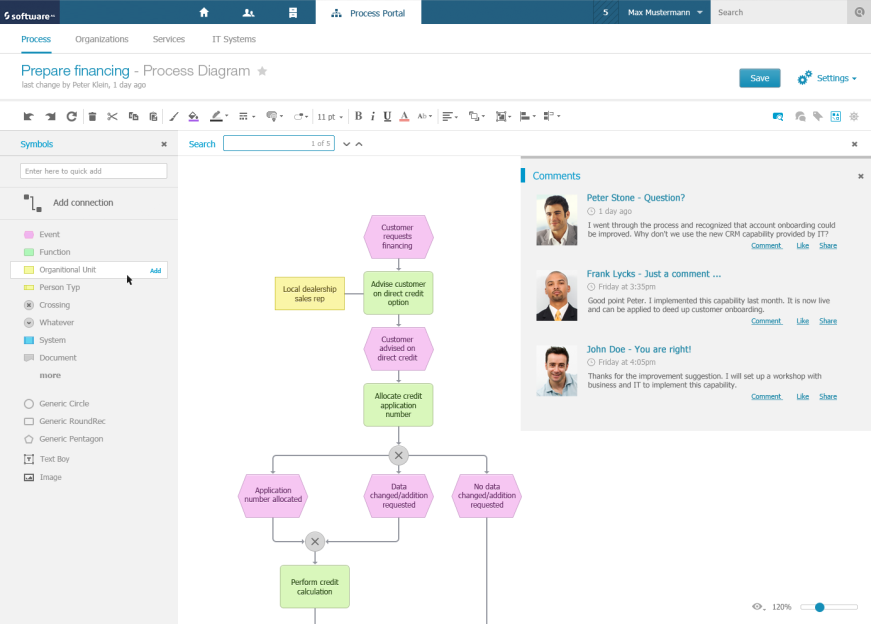 software AG
Process Portal
5
Max Mustermann
Search
Process
Organizations
Services
IT Systems
Prepare financing - Process Diagram
last change by Peter Klein, 1 day ago
Save
Settings
11 pt
B i U A Ab
Symbols
Search
1 of 5
Enter here to quick add
Add connection
Event
Function
Organitional Unit
Add
Person Typ
Crossing
Whatever
System
Document
more
Generic Circle
Generic RoundRec
Generic Pentagon
Text Boy
Image
Customer
requests
financing
Local dealership
sales rep
Advise customer
on direct credit
option
Customer
advised on
direct credit
Allocate credit
application
number
Application
number allocated
Data
changed/addition
requested
No data
changed/addition
requested
Perform credit
calculation
Comments
Peter Stone - Question?
1 day ago
I went through the process and recognized that account onboarding could
be improved. Why don't we use the new CRM capability provided by IT?
Comment Like Share
Frank Lycks - Just a comment ...
Friday at 3:35pm
Good point Peter. I implemented this capability last month. It is now live
and can be applied to deed up customer onboarding.
Comment Like Share
John Doe - You are right!
Friday at 4:05pm
Thanks for the improvement suggestion. I will set up a workshop with
business and IT to implement this capability.
Comment Like Share
120%